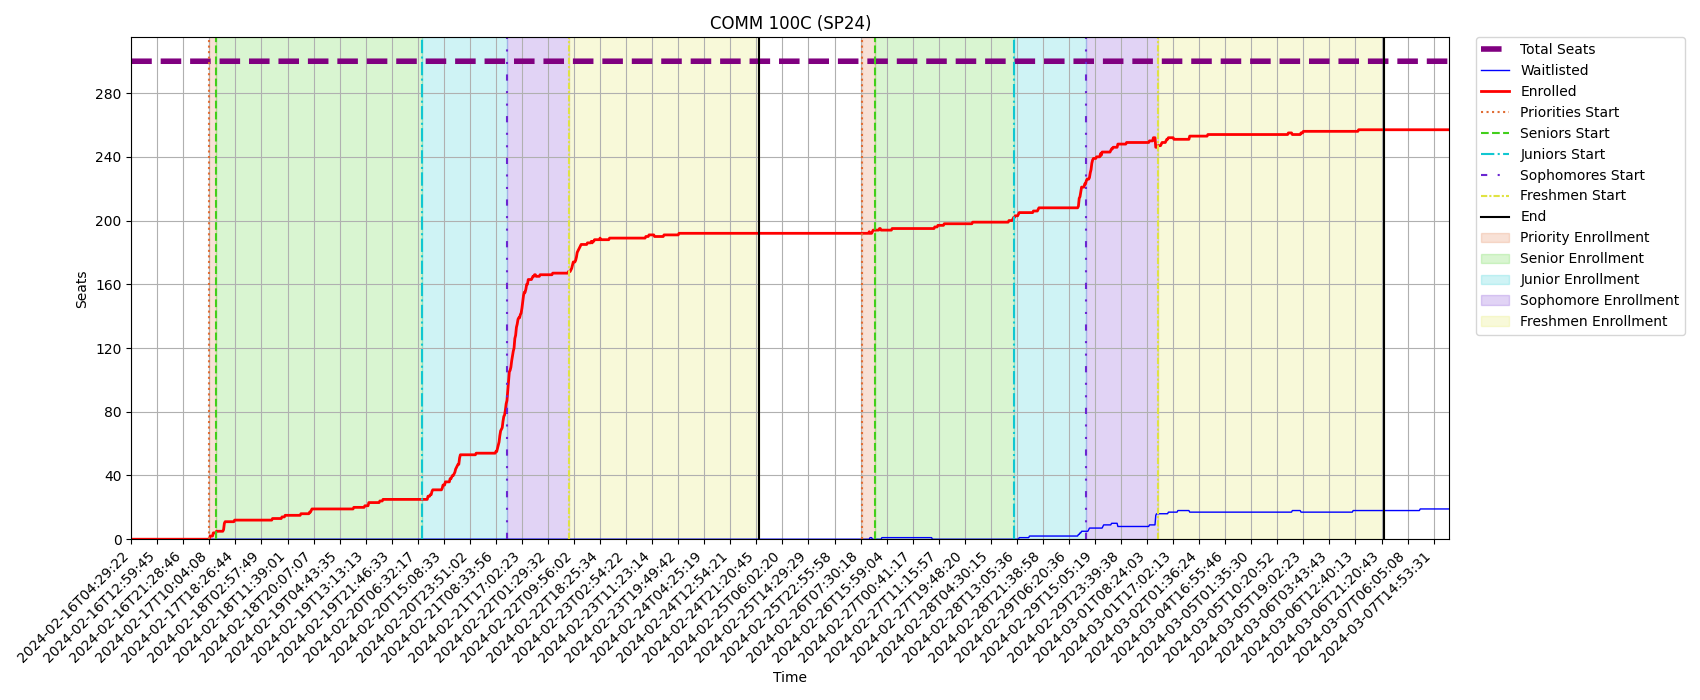 COMM 100C (SP24)
Total Seats
Waitlisted
Enrolled
Priorities Start
Seniors Start
Juniors Start
Sophomores Start
Freshmen Start
End
Priority Enrollment
Senior Enrollment
Junior Enrollment
Sophomore Enrollment
Freshmen Enrollment
Seats
280
240
200
160
120
80
40
0
2024-02-16T04:29:22
2024-02-16T12:59:45
2024-02-16T21:28:46
2024-02-17T10:04:08
2024-02-17T18:26:44
2024-02-18T02:57:49
2024-02-18T11:39:01
2024-02-18T20:07:07
2024-02-19T04:43:35
2024-02-19T13:13:13
2024-02-19T21:46:33
2024-02-20T06:32:17
2024-02-20T15:08:33
2024-02-20T23:51:02
2024-02-21T08:33:56
2024-02-21T17:02:23
2024-02-22T01:29:32
2024-02-22T09:56:02
2024-02-22T18:25:34
2024-02-23T02:54:22
2024-02-23T11:23:14
2024-02-23T19:49:42
2024-02-24T04:25:19
2024-02-24T12:54:21
2024-02-24T21:20:45
2024-02-25T06:02:20
2024-02-25T14:29:29
2024-02-25T22:55:58
2024-02-26T07:30:18
2024-02-26T15:59:04
2024-02-27T00:41:17
2024-02-27T11:15:57
2024-02-27T19:48:20
2024-02-28T04:30:15
2024-02-28T13:05:36
2024-02-28T21:38:58
2024-02-29T06:20:36
2024-02-29T15:05:19
2024-02-29T23:39:38
2024-03-01T08:24:03
2024-03-01T17:02:13
2024-03-02T01:36:24
2024-03-04T16:55:46
2024-03-05T01:35:30
2024-03-05T10:20:52
2024-03-05T19:02:23
2024-03-06T03:43:43
2024-03-06T12:40:13
2024-03-06T21:20:43
2024-03-07T06:05:08
2024-03-07T14:53:31
Time